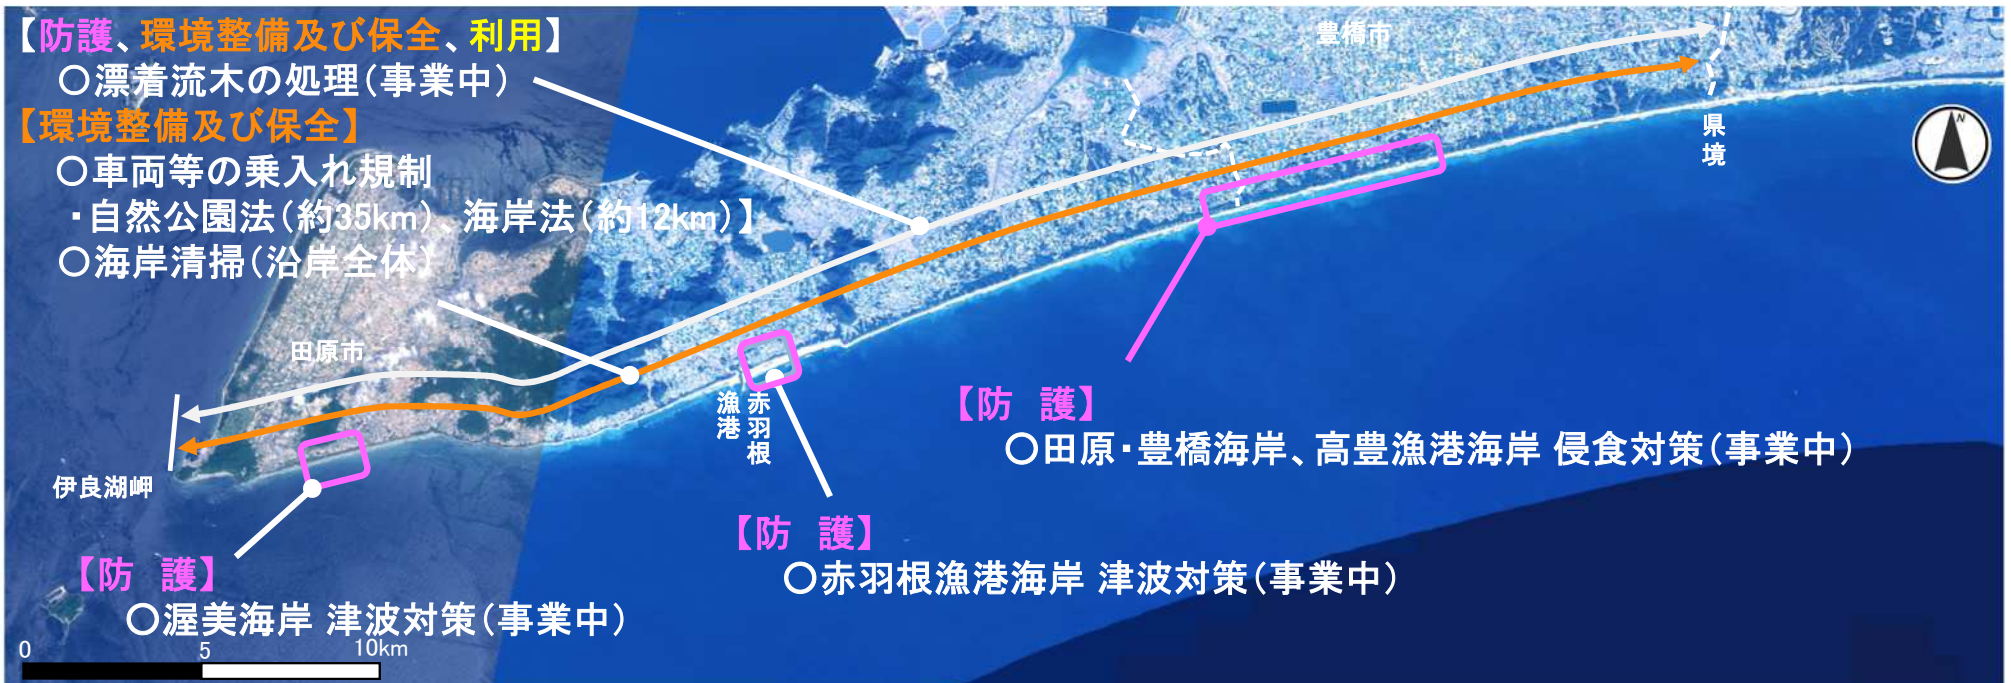 【防護、環境整備及び保全、利用】
○漂着流木の処理(事業中)
【環境整備及び保全】
○車両等の乗入れ規制
・自然公園法(約35km)、海岸法(約12km)】
○海岸清掃(沿岸全体)
豊橋市
県境
N
田原市
赤羽根
漁港
伊良湖岬
【防　護】
○田原・豊橋海岸、高豊漁港海岸 侵食対策(事業中)
【防　護】
○赤羽根漁港海岸 津波対策(事業中)
【防　護】
○渥美海岸 津波対策(事業中)
0 5 10km